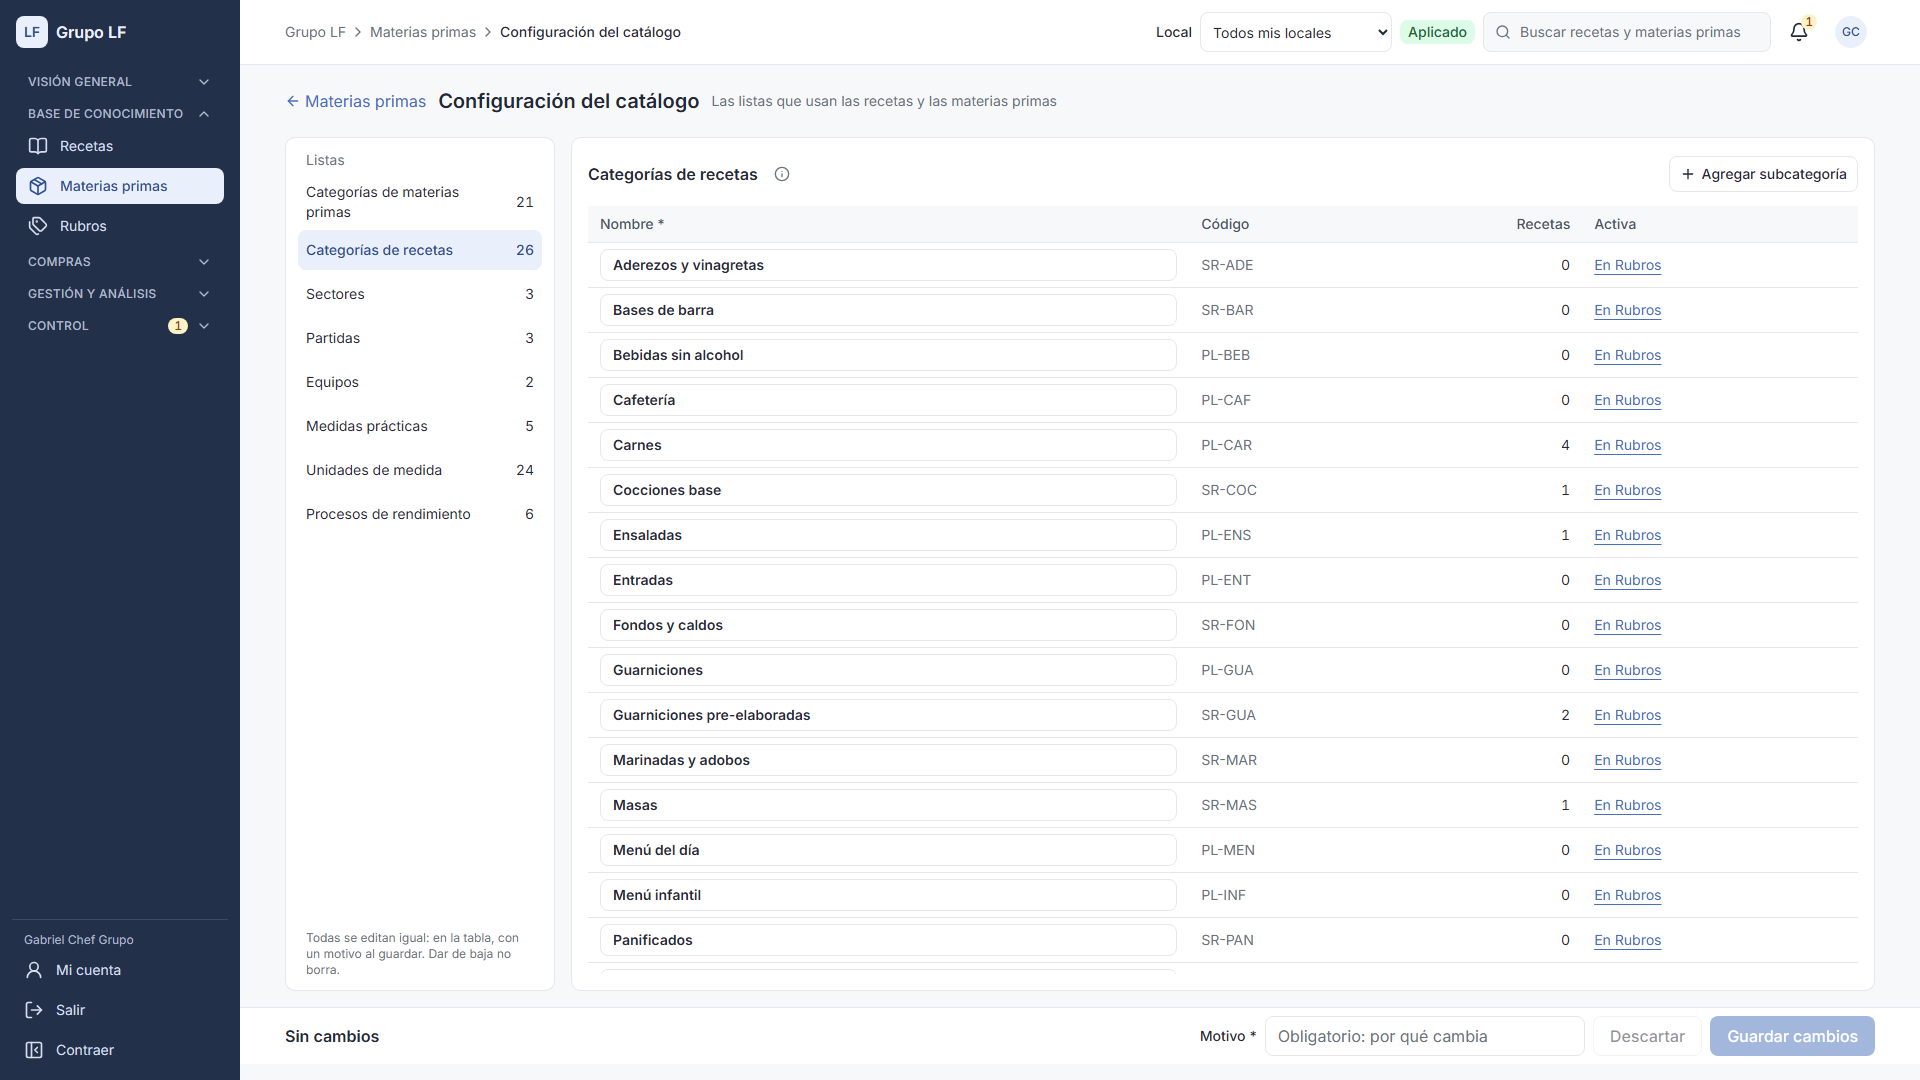 LF Grupo LF
VISIÓN GENERAL
BASE DE CONOCIMIENTO
Recetas
Materias primas
Rubros
COMPRAS
GESTIÓN Y ANÁLISIS
CONTROL 1
Gabriel Chef Grupo
Mi cuenta
Salir
Contraer
Grupo LF > Materias primas > Configuración del catálogo
Local Todos mis locales Aplicado Buscar recetas y materias primas 1 GC
← Materias primas Configuración del catálogo Las listas que usan las recetas y las materias primas
Listas
Categorías de materias primas 21
Categorías de recetas 26
Sectores 3
Partidas 3
Equipos 2
Medidas prácticas 5
Unidades de medida 24
Procesos de rendimiento 6
Todas se editan igual: en la tabla, con
un motivo al guardar. Dar de baja no
borra.
Categorías de recetas
+ Agregar subcategoría
Nombre * Código Recetas Activa
Aderezos y vinagretas SR-ADE 0 En Rubros
Bases de barra SR-BAR 0 En Rubros
Bebidas sin alcohol PL-BEB 0 En Rubros
Cafetería PL-CAF 0 En Rubros
Carnes PL-CAR 4 En Rubros
Cocciones base SR-COC 1 En Rubros
Ensaladas PL-ENS 1 En Rubros
Entradas PL-ENT 0 En Rubros
Fondos y caldos SR-FON 0 En Rubros
Guarniciones PL-GUA 0 En Rubros
Guarniciones pre-elaboradas SR-GUA 2 En Rubros
Marinadas y adobos SR-MAR 0 En Rubros
Masas SR-MAS 1 En Rubros
Menú del día PL-MEN 0 En Rubros
Menú infantil PL-INF 0 En Rubros
Panificados SR-PAN 0 En Rubros
Sin cambios
Motivo * Obligatorio: por qué cambia Descartar Guardar cambios